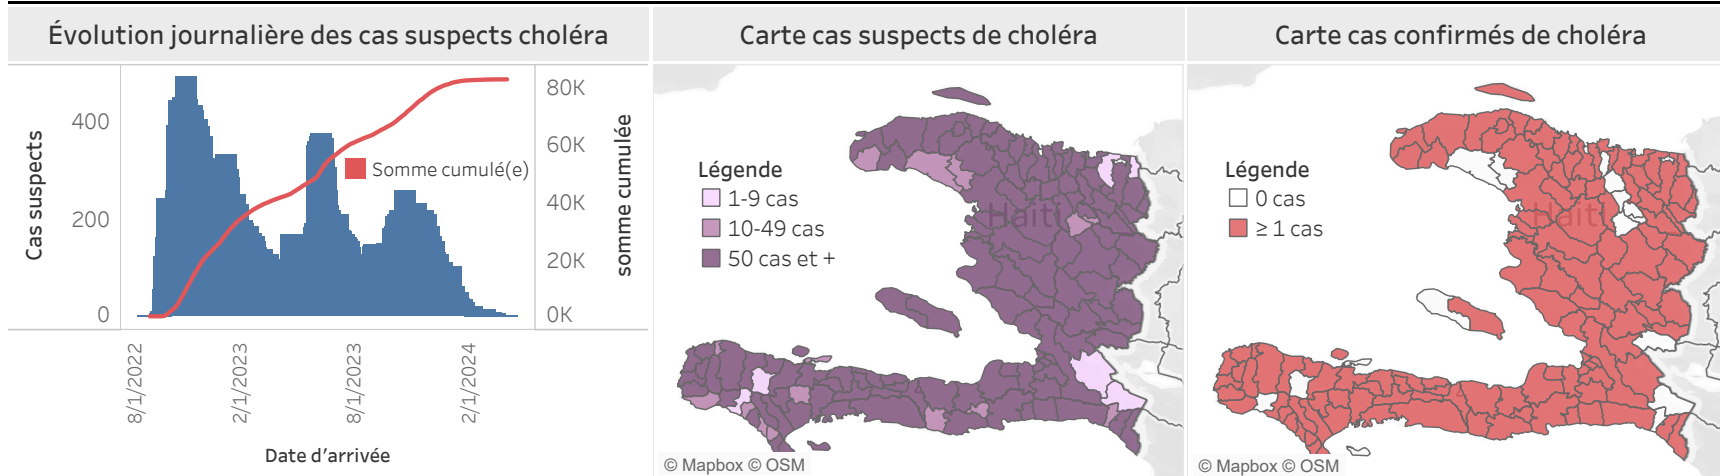 Évolution journalière des cas suspects choléra
Cas suspects
400
200
0
80K
60K
40K
20K
0K
somme cumulée
Somme cumulé(e)
8/1/2022
2/1/2023
8/1/2023
2/1/2024
Date d'arrivée
Carte cas suspects de choléra
Légende
1-9 cas
10-49 cas
50 cas et +
Haiti
© Mapbox © OSM
Carte cas confirmés de choléra
Légende
0 cas
≥ 1 cas
Haiti
© Mapbox © OSM